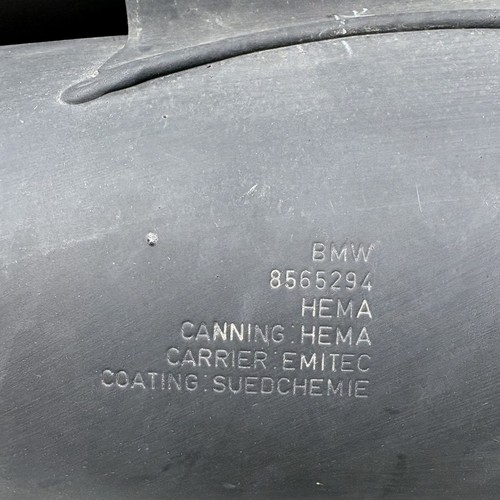 BMW
8565294
HEMA
CANNING:HEMA
CARRIER:EMITEC
COATING:SUEDCHEMIE